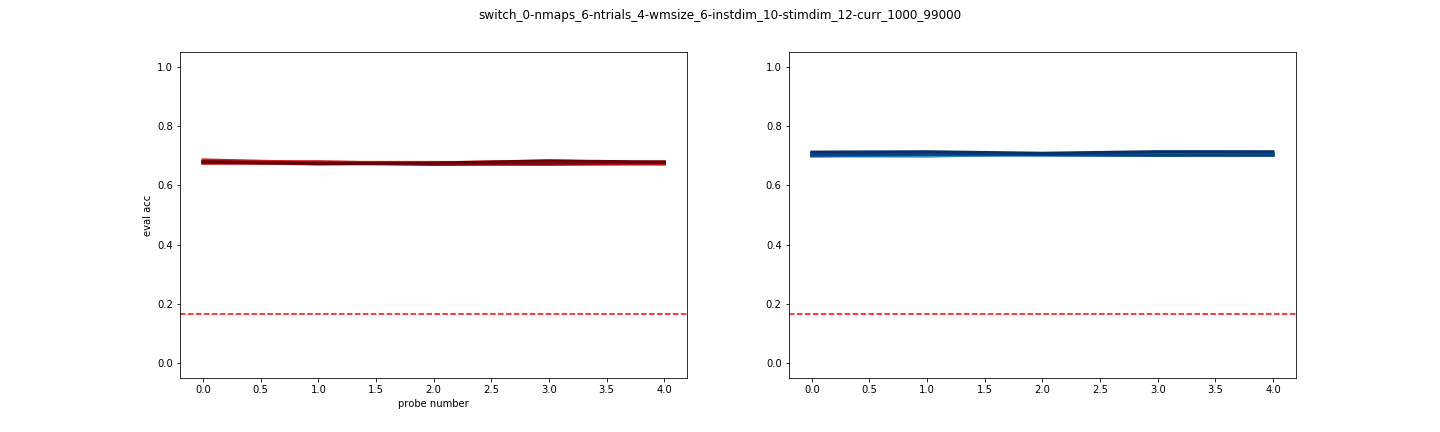 switch_0-nmaps_6-ntrials_4-wmsize_6-instdim_10-stimdim_12-curr_1000_99000
1.0
0.8
0.6
0.4
0.2
0.0
eval acc
0.0 0.5 1.0 1.5 2.0 2.5 3.0 3.5 4.0
probe number
1.0
0.8
0.6
0.4
0.2
0.0
0.0 0.5 1.0 1.5 2.0 2.5 3.0 3.5 4.0